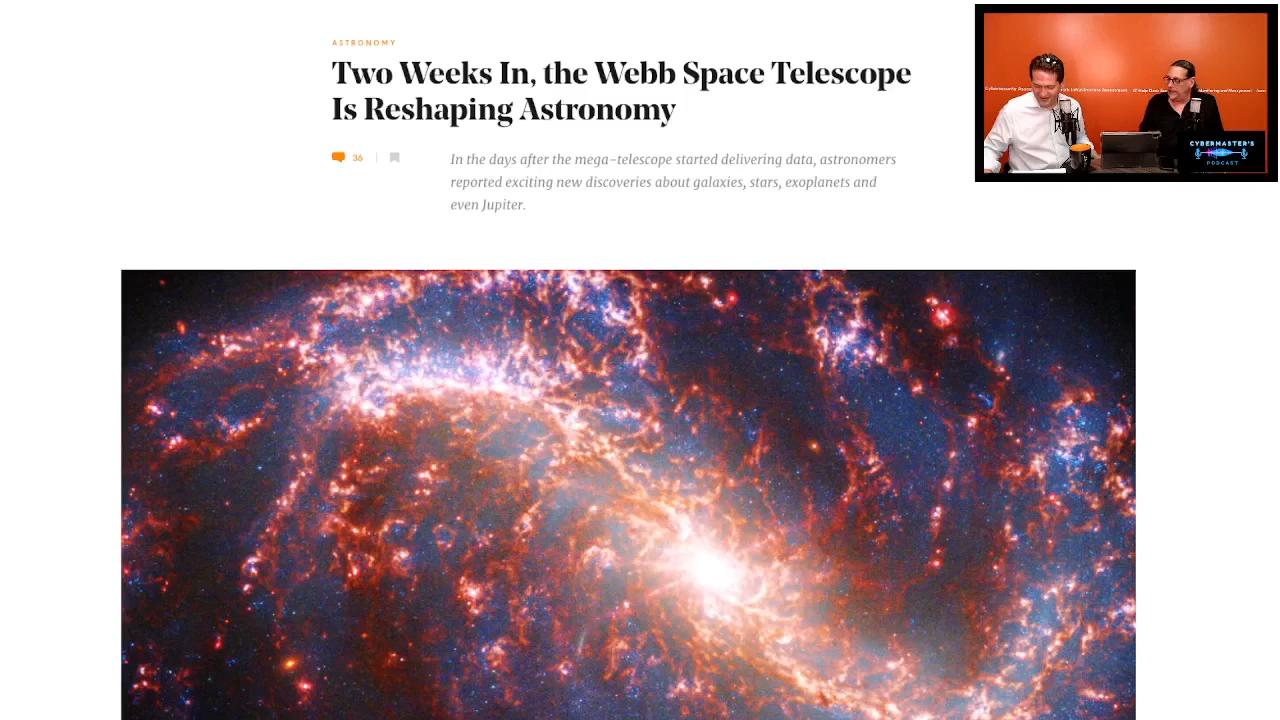 ASTRONOMY
Two Weeks In, the Webb Space Telescope
Is Reshaping Astronomy
36
In the days after the mega-telescope started delivering data, astronomers
reported exciting new discoveries about galaxies, stars, exoplanets and
even Jupiter.
CYBERMASTER'S
PODCAST